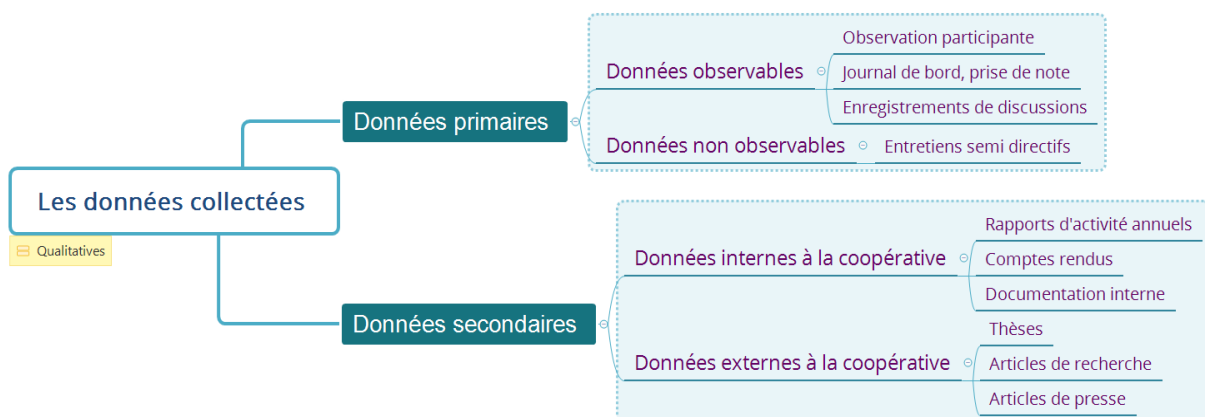 Les données collectées
Qualitatives
Données primaires
Données observables
Observation participante
Journal de bord, prise de note
Enregistrements de discussions
Données non observables
Entretiens semi directifs
Données secondaires
Données internes à la coopérative
Rapports d'activité annuels
Comptes rendus
Documentation interne
Données externes à la coopérative
Thèses
Articles de recherche
Articles de presse